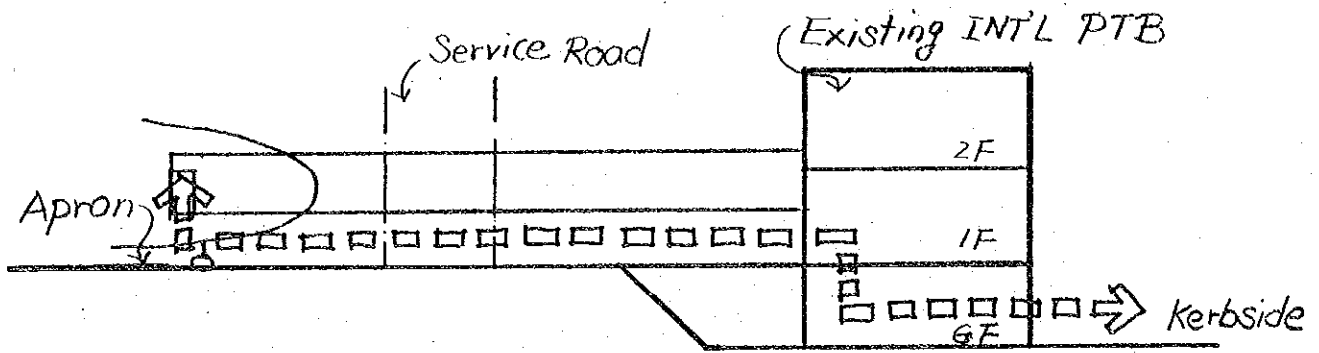 Existing INT'L PTB
Service Road
2F
Apron
1F
Kerbside
GF